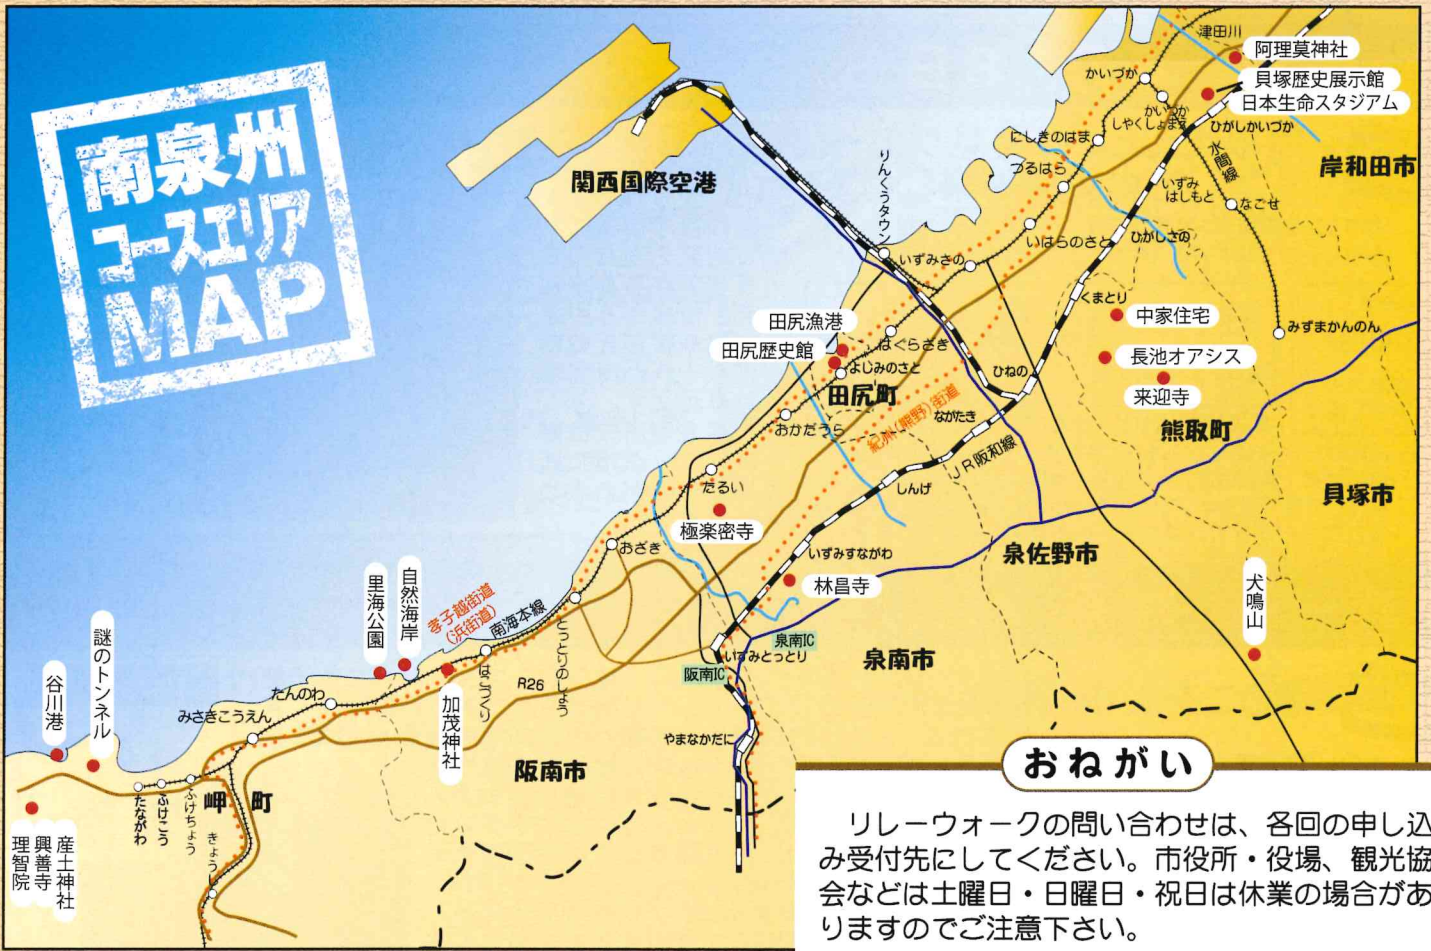 南泉州
コースエリア
MAP
関西国際空港
りんくうタウン
津田川
阿理莫神社
貝塚歴史展示館
日本生命スタジアム
かいづか
かいづか
しやくしょまえ
ひがしかいづか
にしきのはま
つるはら
水間線
いずみ
はしもと
なごせ
岸和田市
いはらのさと
ひがしさの
いずみさの
くまとり
中家住宅
みずまかんのん
田尻漁港
田尻歴史館
はぐらざき
よしみのさと
長池オアシス
来迎寺
ひねの
田尻町
紀州(熊野)街道
ながたき
おかだうら
熊取町
JR阪和線
しんげ
貝塚市
たるい
極楽密寺
おざき
いずみすながわ
泉佐野市
林昌寺
犬鳴山
自然海岸
里海公園
孝子越街道
(浜街道)
南海本線
とっとりのしょう
泉南IC
いずみとっとり
阪南IC
泉南市
謎のトンネル
谷川港
たんのわ
はこつくり
R26
加茂神社
みさきこうえん
やまなかだに
阪南市
岬町
たながわ
ふけこう
ふけちょう
きょうし
産土神社
興善寺
理智院
おねがい
リレーウォークの問い合わせは、各回の申し込
み受付先にしてください。市役所・役場、観光協
会などは土曜日・日曜日・祝日は休業の場合があ
りますのでご注意下さい。